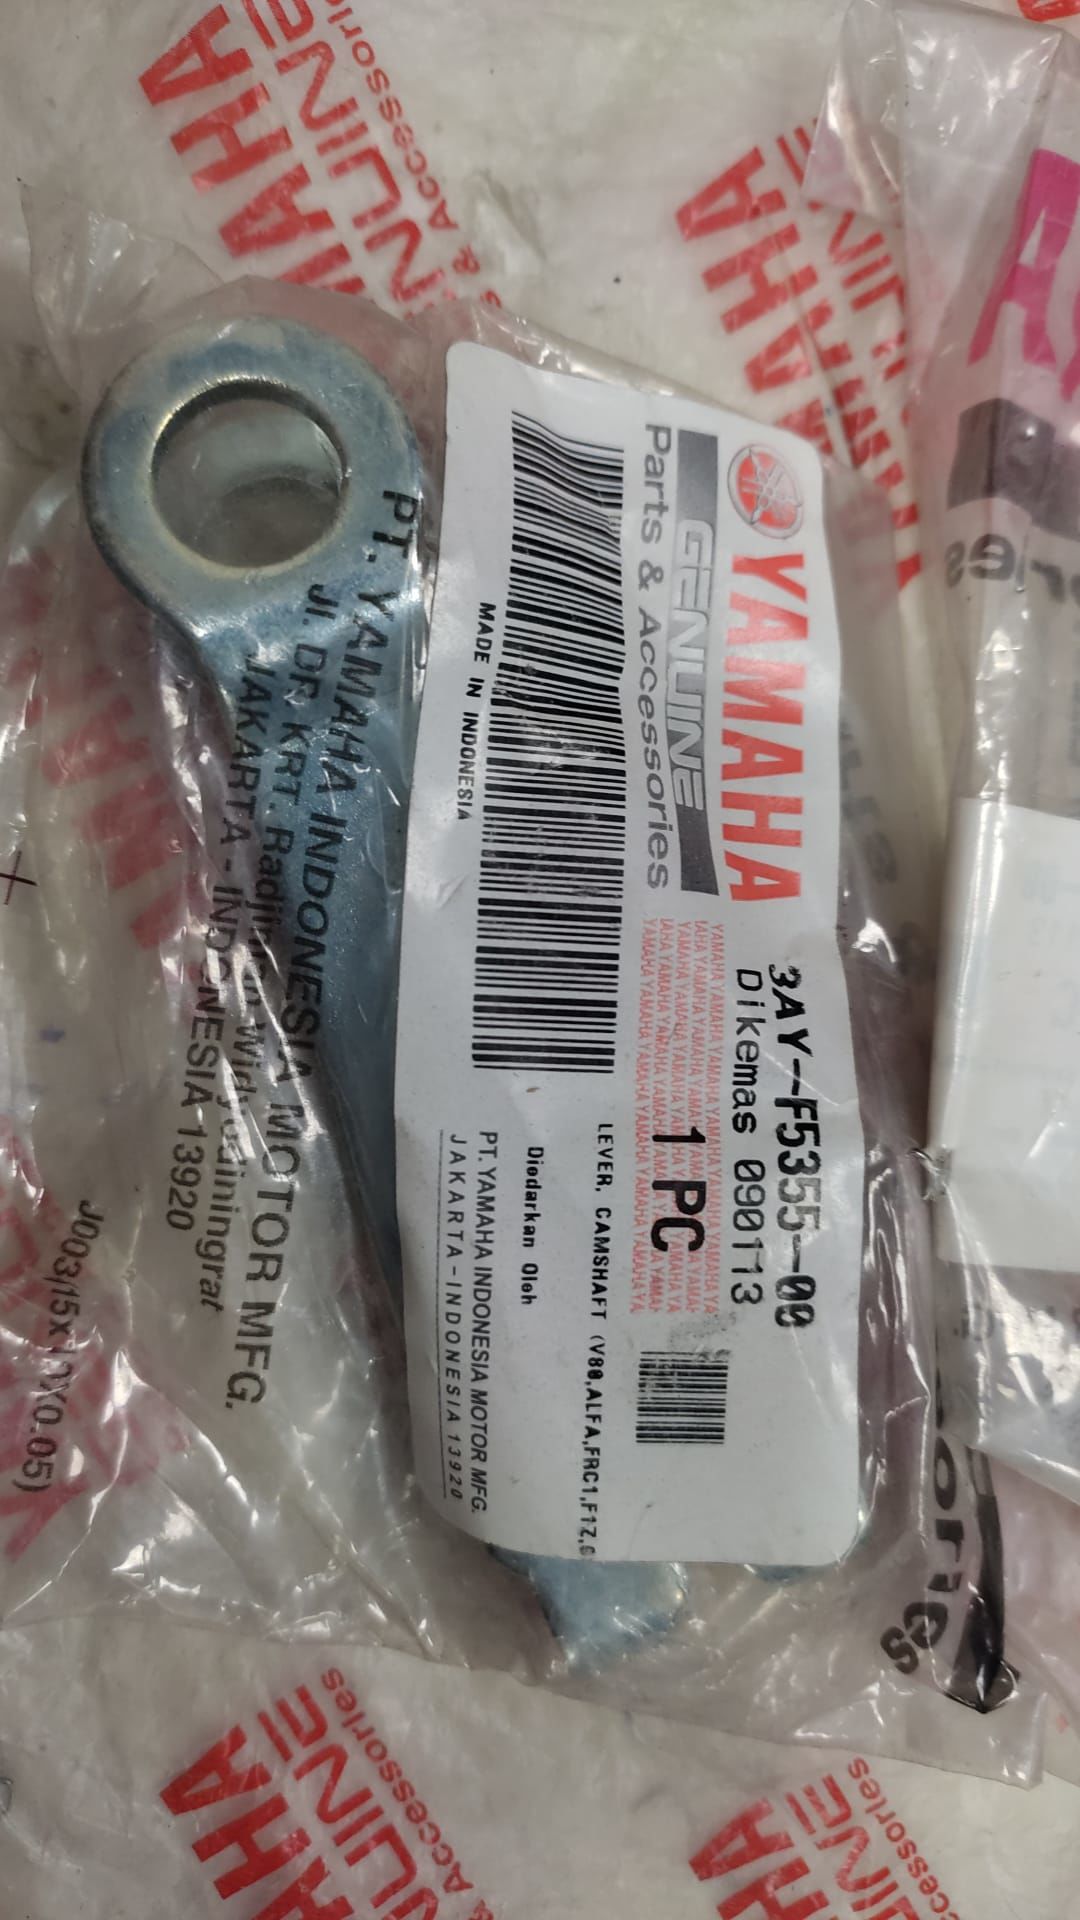 YAMAHA
GENUINE
Parts & Accessories
3AY-F5355-00
Dikemas 090113
1 PC
LEVER, CAMSHAFT (V80,ALFA,FRC1,F1Z,
MADE IN INDONESIA
Diedarkan Oleh
PT. YAMAHA INDONESIA MOTOR MFG.
JAKARTA - INDONESIA 13920
PT. YAMAHA INDONESIA MOTOR MFG.
Jl. DR. KRT. Radjiman Widyodiningrat
JAKARTA - INDONESIA 13920